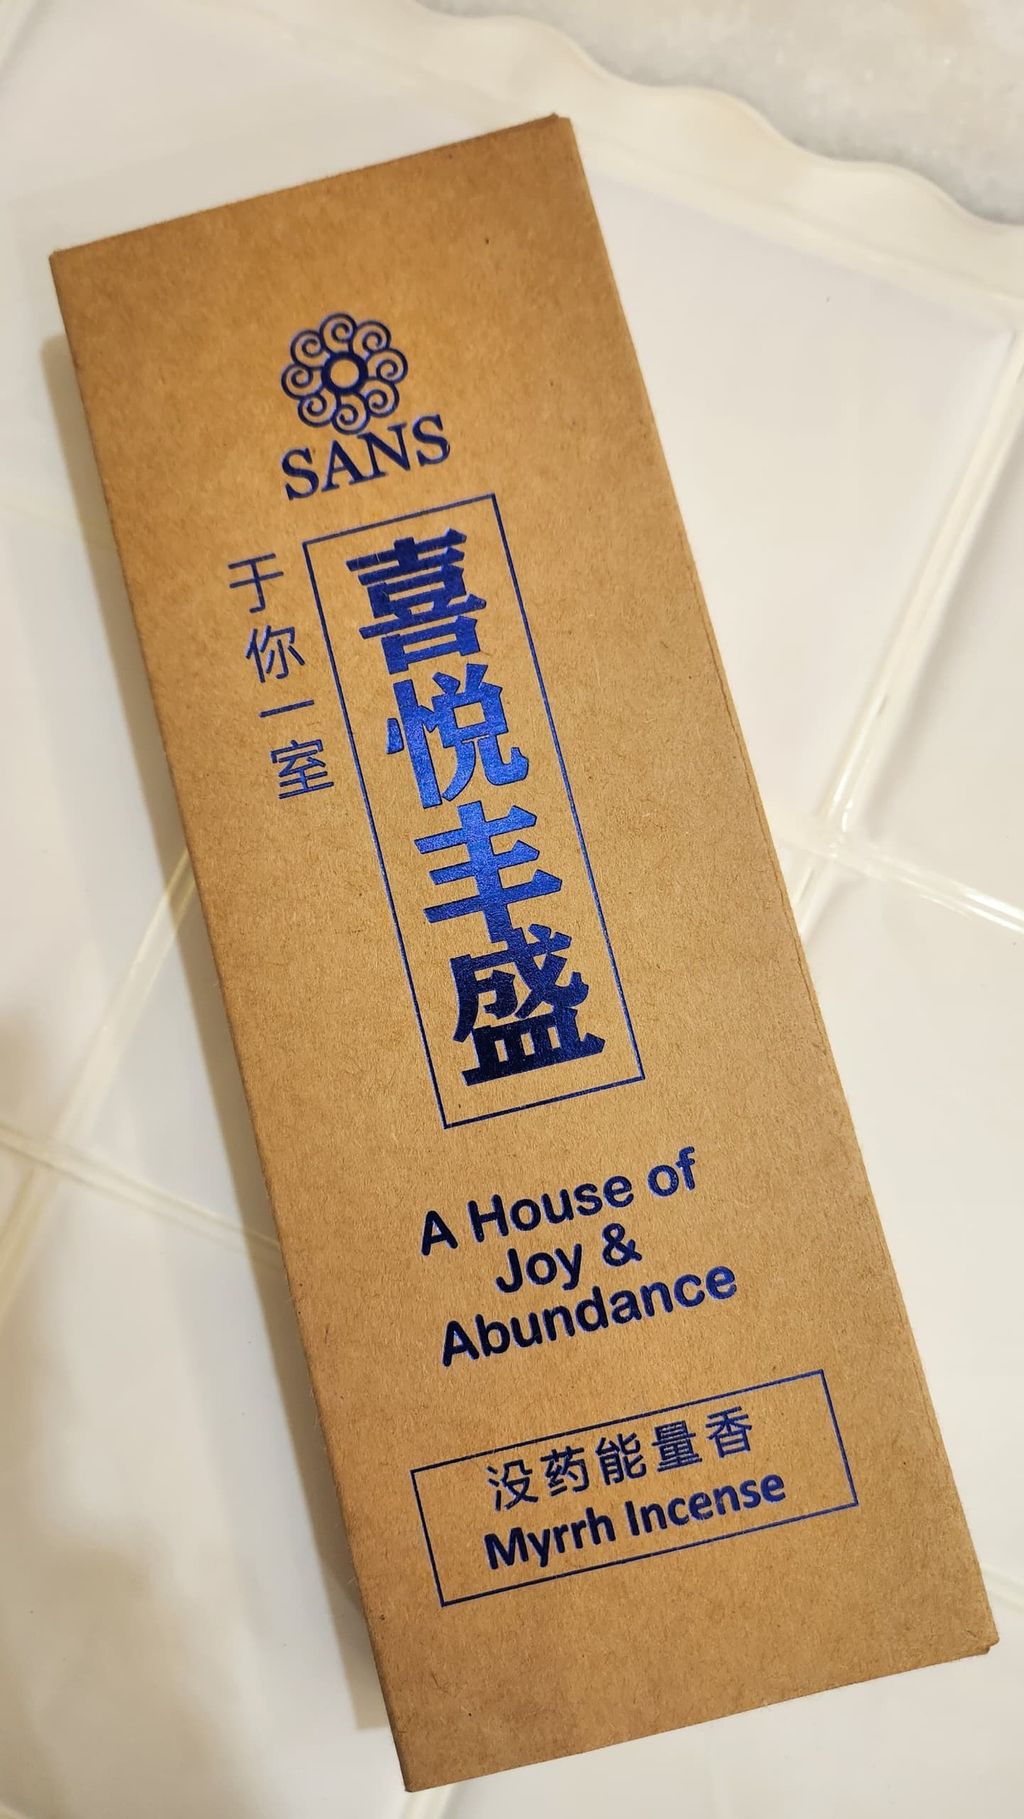 SANS
喜悦丰盛
于你一室
A House of
Joy &
Abundance
没药能量香
Myrrh Incense